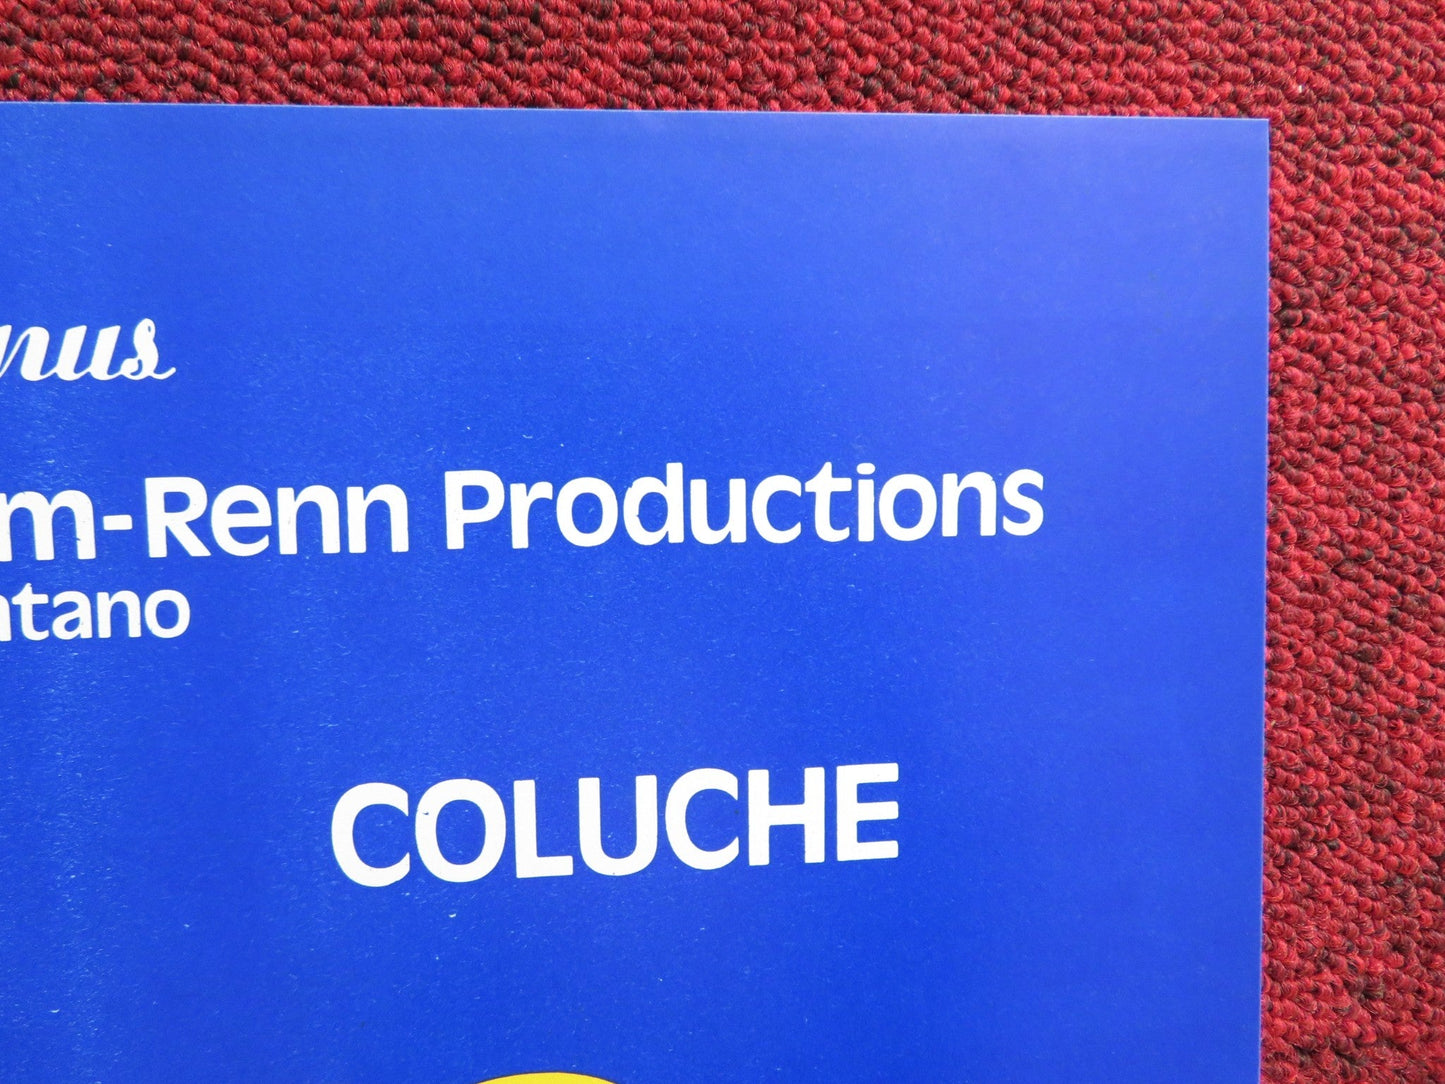 nus
m-Renn Productions
ntano
COLUCHE